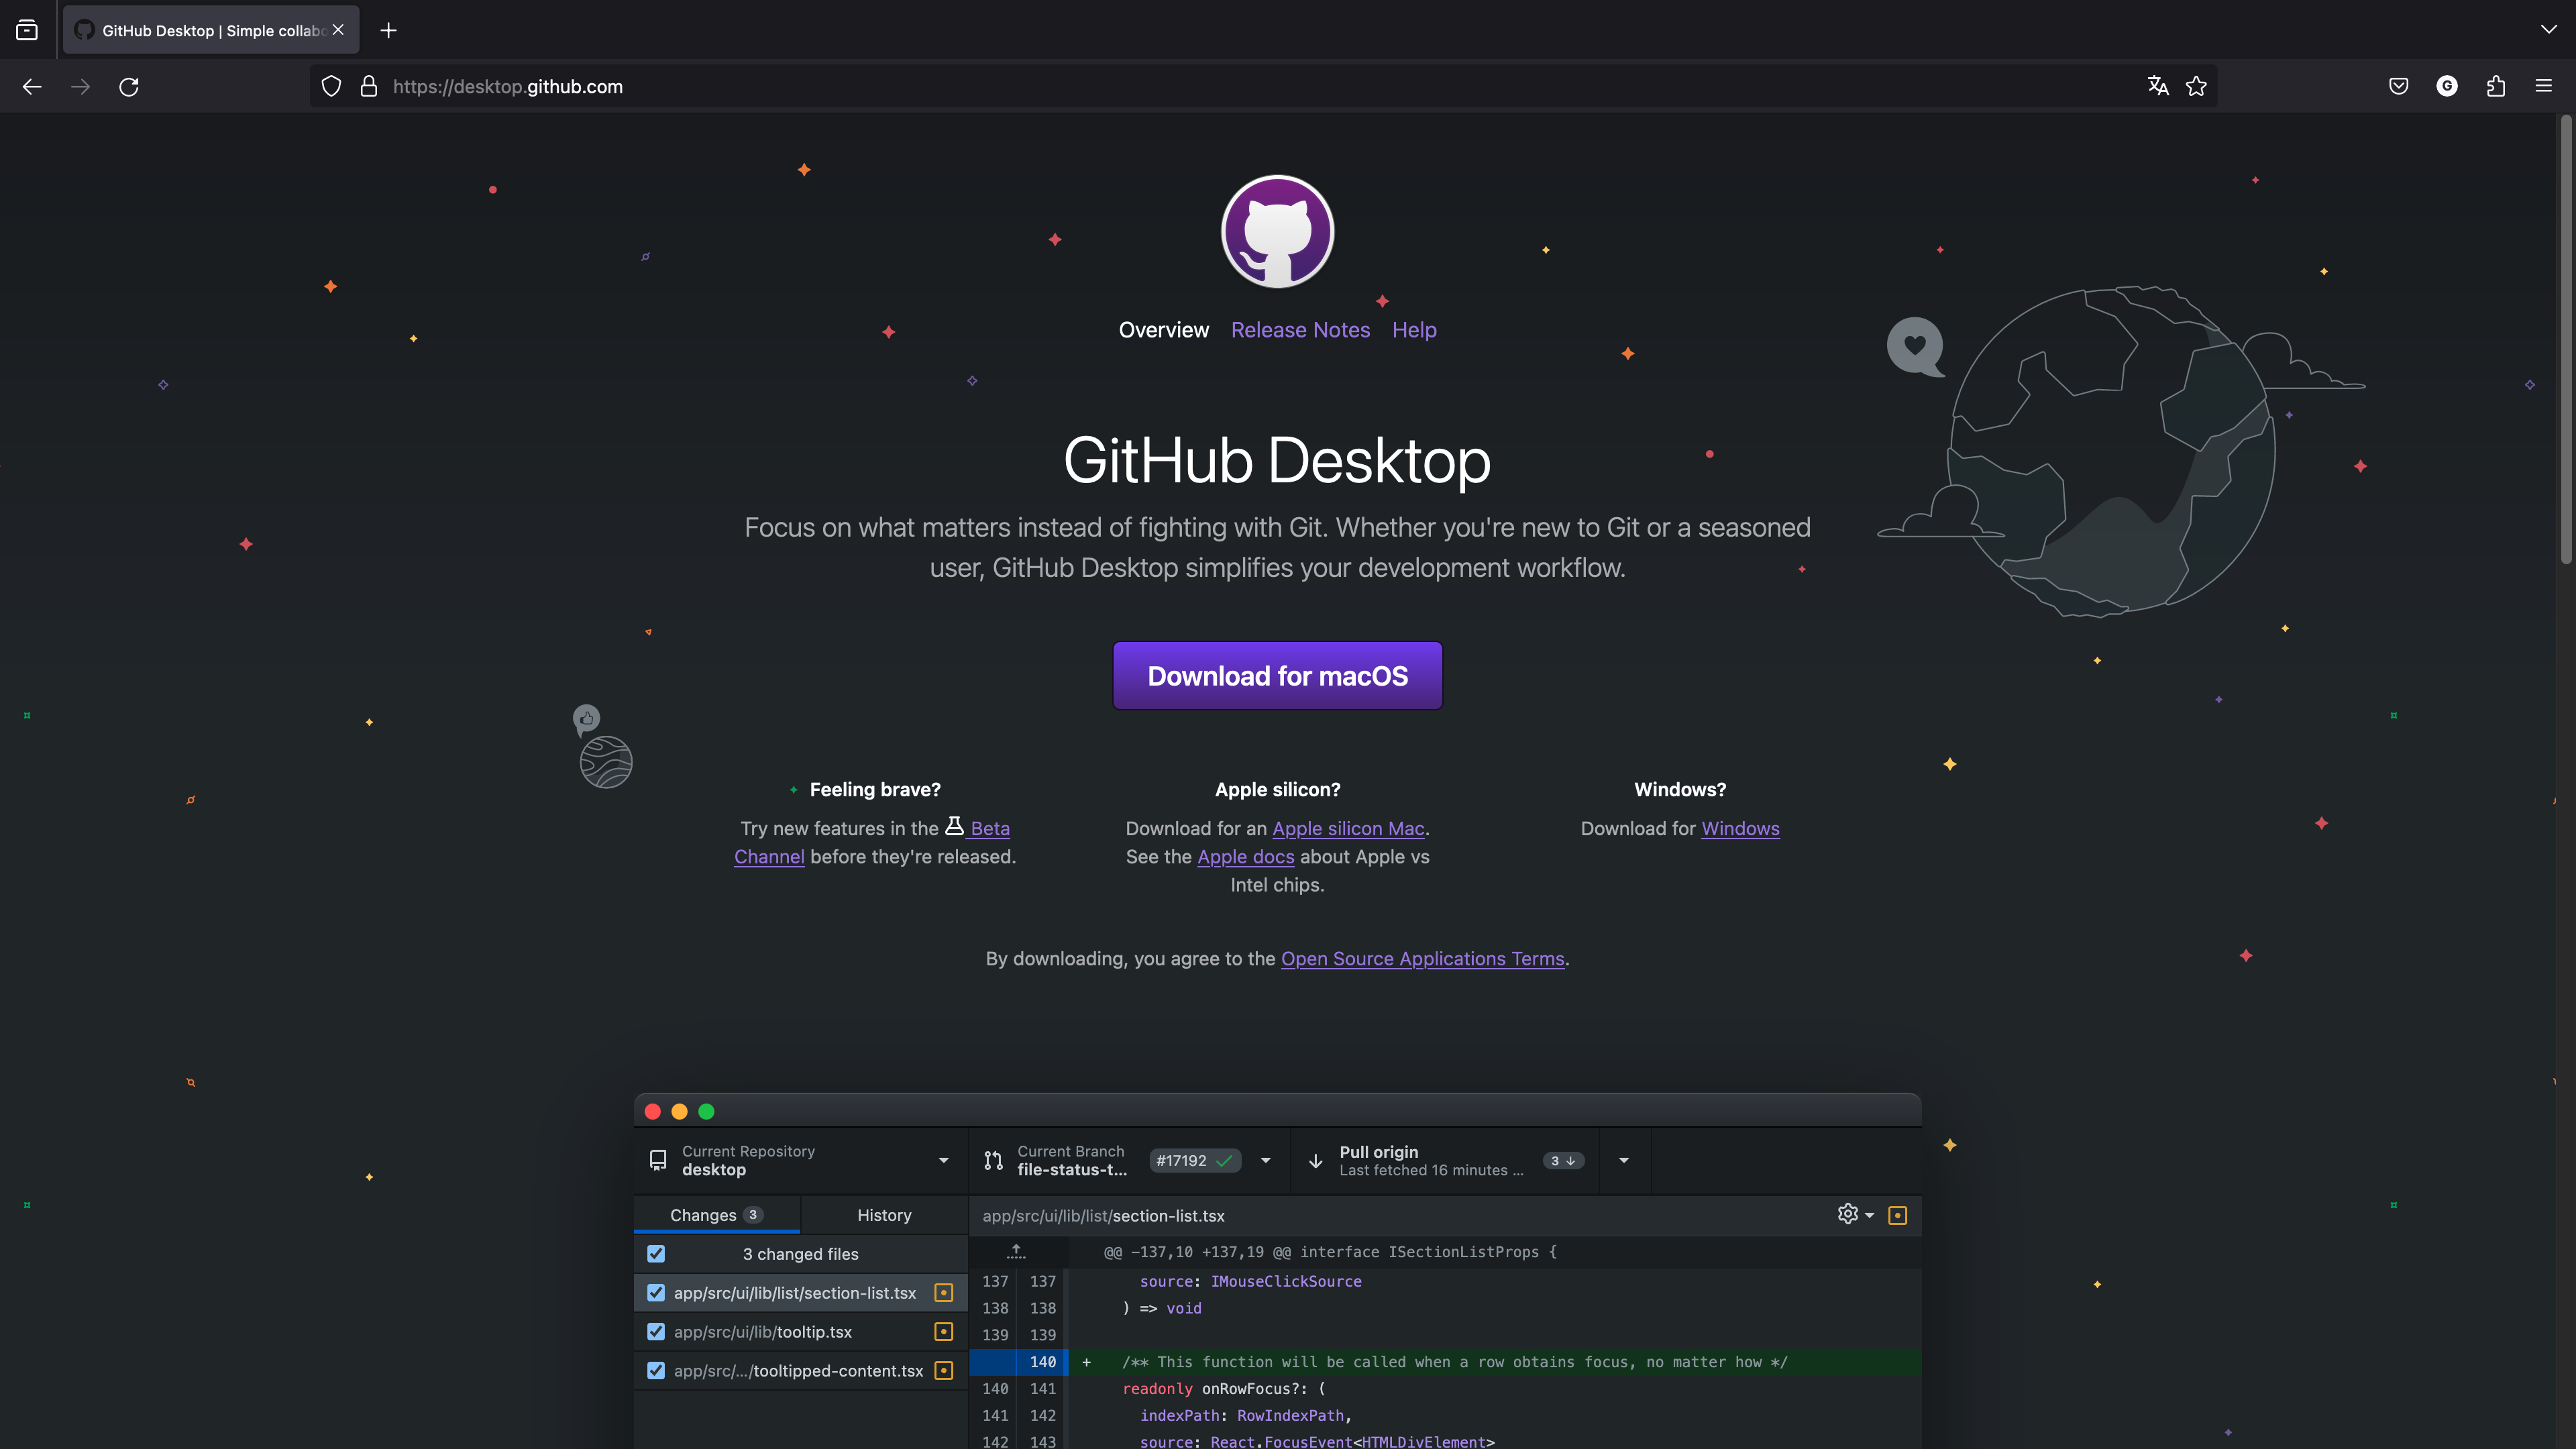 GitHub Desktop | Simple collabo
https://desktop.github.com
G
Overview Release Notes Help
GitHub Desktop
Focus on what matters instead of fighting with Git. Whether you're new to Git or a seasoned
user, GitHub Desktop simplifies your development workflow.
Download for macOS
Feeling brave?
Try new features in the Beta
Channel before they're released.
Apple silicon?
Download for an Apple silicon Mac.
See the Apple docs about Apple vs
Intel chips.
Windows?
Download for Windows
By downloading, you agree to the Open Source Applications Terms.
Current Repository
desktop
Current Branch
file-status-t...
#17192
Pull origin
Last fetched 16 minutes ...
3
Changes 3
History
3 changed files
app/src/ui/lib/list/section-list.tsx
app/src/ui/lib/tooltip.tsx
app/src/.../tooltipped-content.tsx
app/src/ui/lib/list/section-list.tsx
@@ -137,10 +137,19 @@ interface ISectionListProps {
137 137 source: IMouseClickSource
138 138 ) => void
139 139
140 + /** This function will be called when a row obtains focus, no matter how */
140 141 readonly onRowFocus?: (
141 142 indexPath: RowIndexPath,
142 143 source: React.FocusEvent<HTMLDivElement>